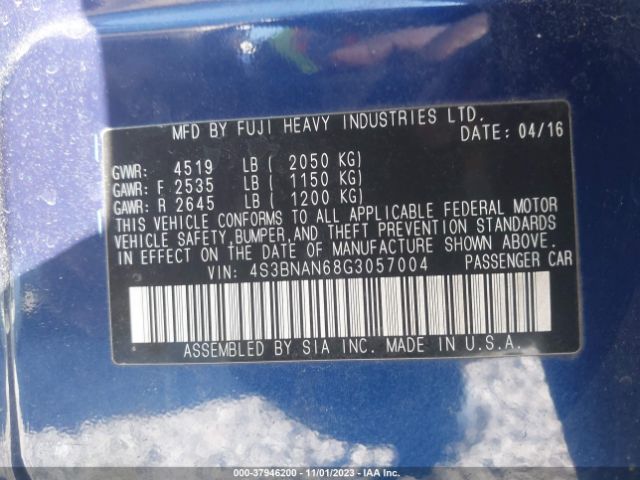 MFD BY FUJI HEAVY INDUSTRIES LTD.
DATE: 04/16
GVWR: 4519 LB ( 2050 KG)
GAWR: F 2535 LB ( 1150 KG)
GAWR: R 2645 LB ( 1200 KG)
THIS VEHICLE CONFORMS TO ALL APPLICABLE FEDERAL MOTOR
VEHICLE SAFETY,BUMPER,AND THEFT PREVENTION STANDARDS
IN EFFECT ON THE DATE OF MANUFACTURE SHOWN ABOVE.
VIN: 4S3BNAN68G3057004 PASSENGER CAR
ASSEMBLED BY SIA INC. MADE IN U.S.A.
000-37946200 - 11/01/2023 - IAA Inc.